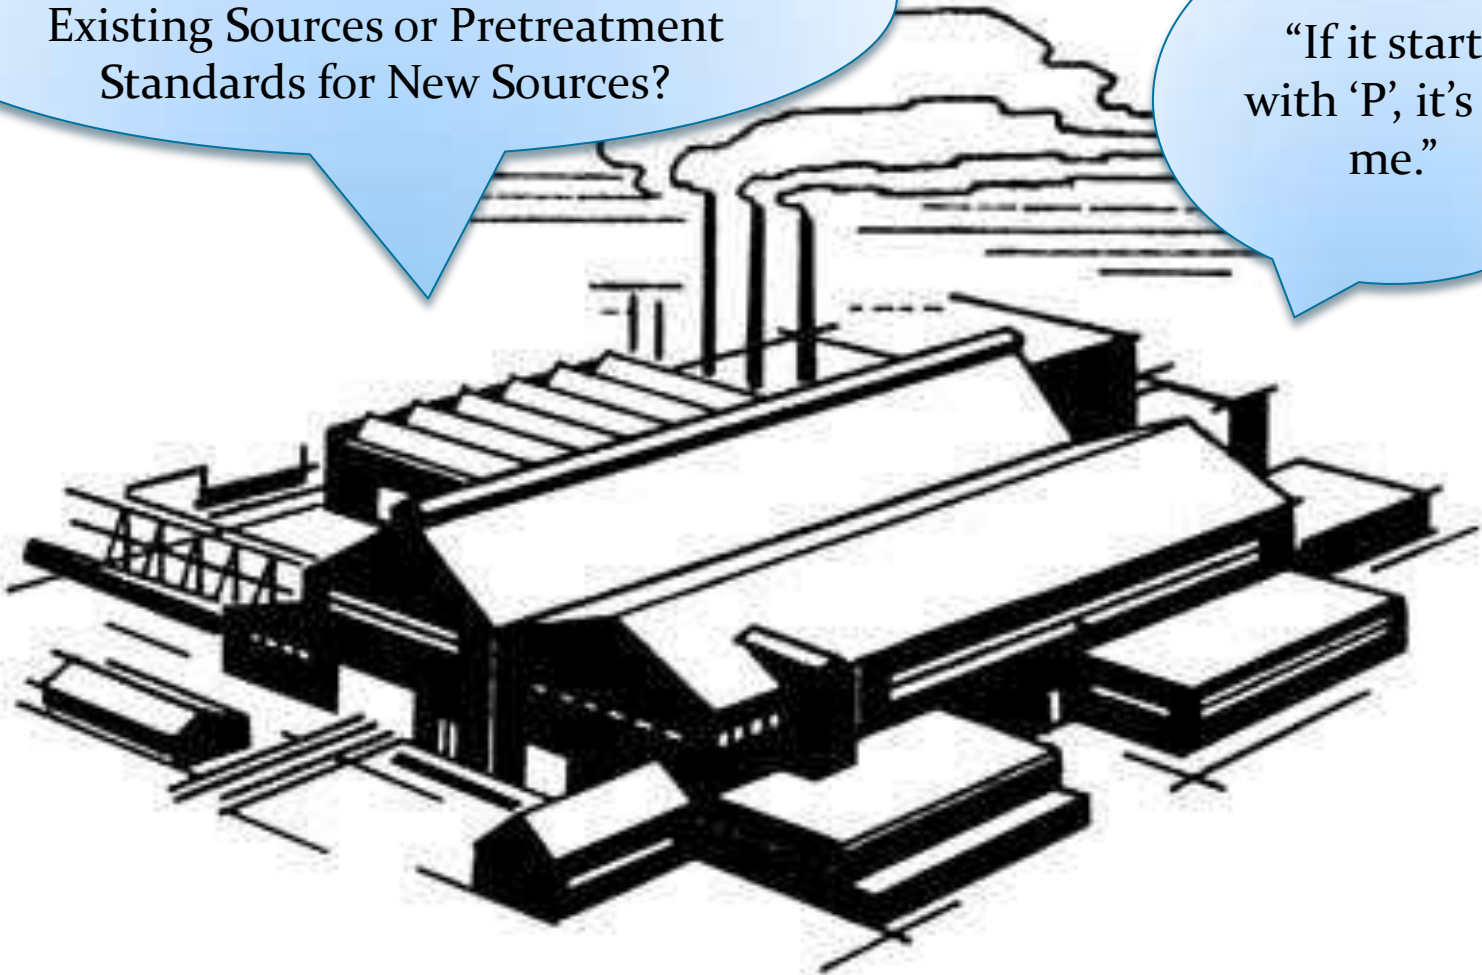 Existing Sources or Pretreatment
Standards for New Sources?
“If it start
with ‘P’, it’s
me.”